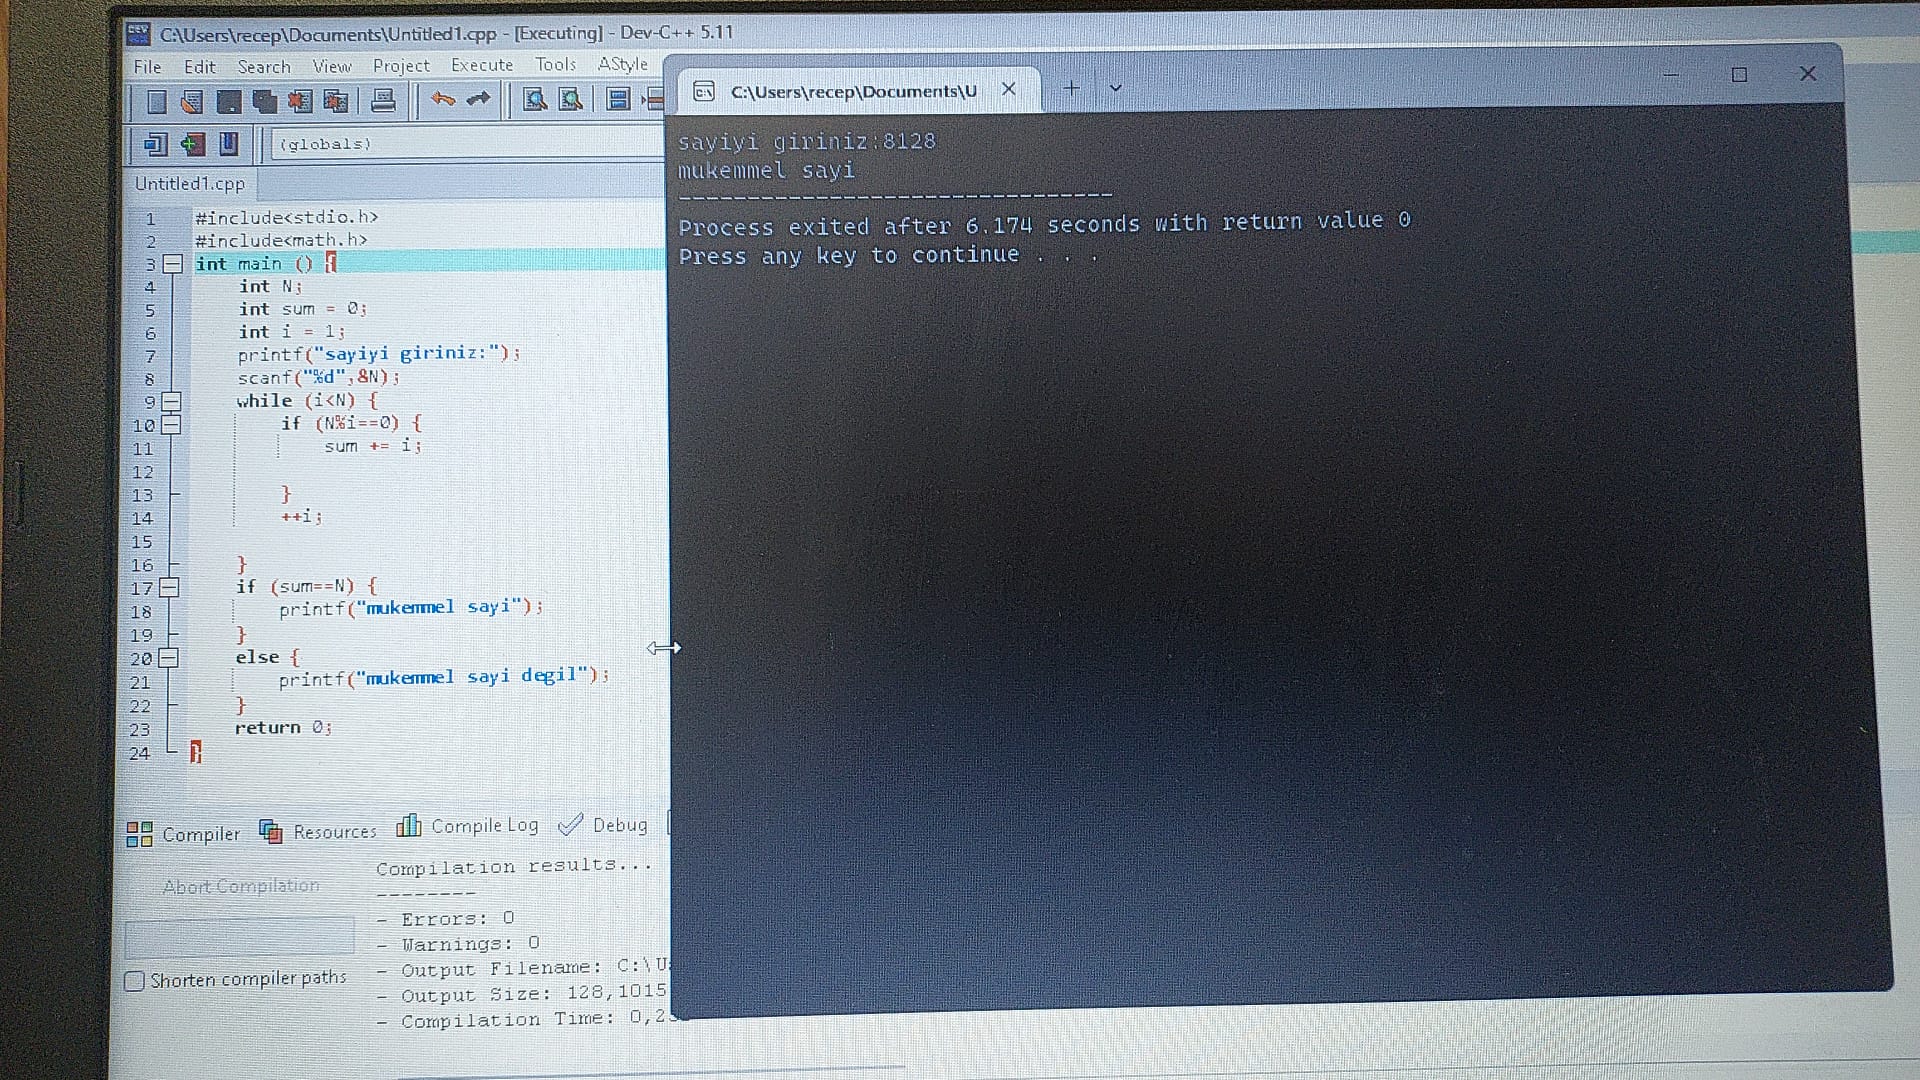 C:\Users\recep\Documents\Untitled1.cpp - [Executing] - Dev-C++ 5.11
File Edit Search View Project Execute Tools AStyle
(globals)
Untitled1.cpp
1 #include<stdio.h>
2 #include<math.h>
3 int main () {
4 int N;
5 int sum = 0;
6 int i = 1;
7 printf("sayiyi giriniz:");
8 scanf("%d",&N);
9 while (i<N) {
10 if (N%i==0) {
11 sum += i;
12
13 }
14 ++i;
15
16 }
17 if (sum==N) {
18 printf("mukemmel sayi");
19 }
20 else {
21 printf("mukemmel sayi degil");
22 }
23 return 0;
24 }
Compiler Resources Compile Log Debug
Abort Compilation
Shorten compiler paths
Compilation results...
--------
- Errors: 0
- Warnings: 0
- Output Filename: C:\U
- Output Size: 128,1015
- Compilation Time: 0,2
C:\Users\recep\Documents\U
sayiyi giriniz:8128
mukemmel sayi
--------------------------------
Process exited after 6.174 seconds with return value 0
Press any key to continue . . .